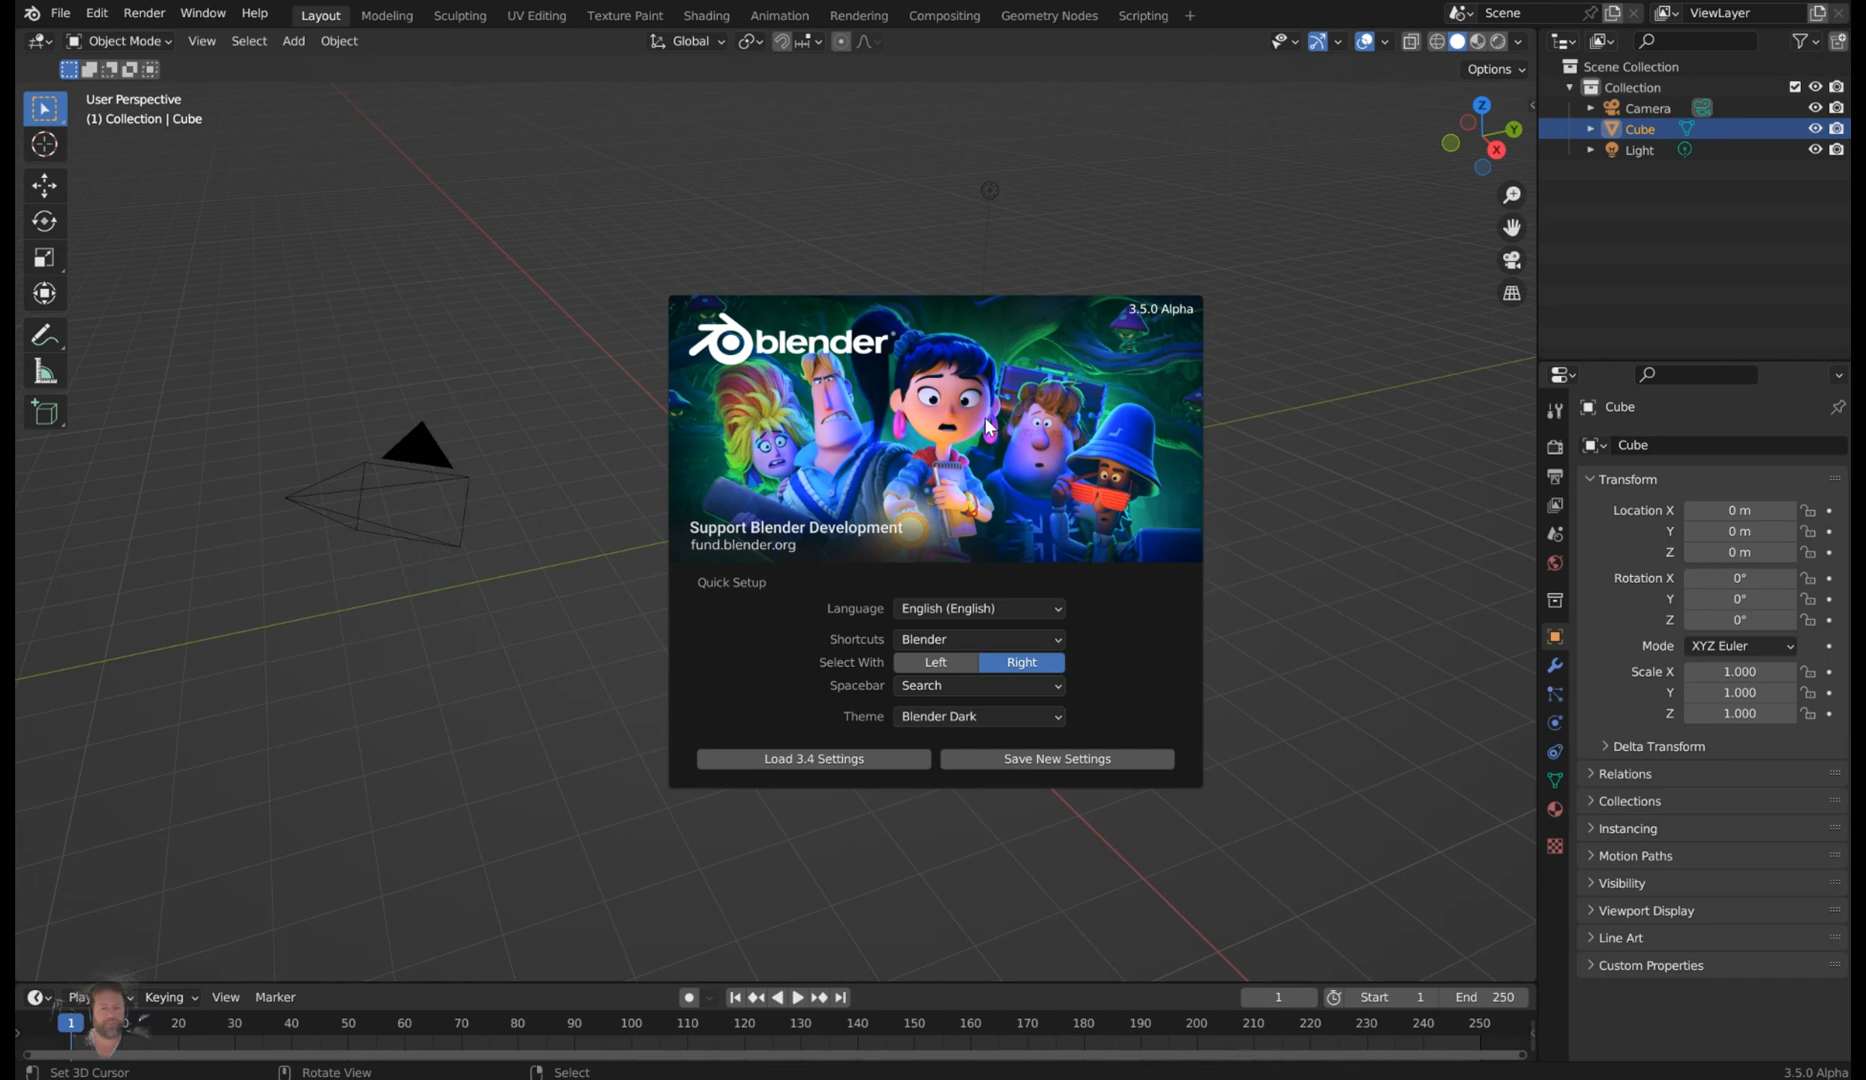 File Edit Render Window Help Layout Modeling Sculpting UV Editing Texture Paint Shading Animation Rendering Compositing Geometry Nodes Scripting + Scene ViewLayer
Object Mode View Select Add Object Global
Options
User Perspective
(1) Collection | Cube
Z
Y
X
Scene Collection
Collection
Camera
Cube
Light
3.5.0 Alpha
blender
Support Blender Development
fund.blender.org
Quick Setup
Language English (English)
Shortcuts Blender
Select With Left Right
Spacebar Search
Theme Blender Dark
Load 3.4 Settings Save New Settings
Cube
Cube
Transform
Location X 0 m
Y 0 m
Z 0 m
Rotation X 0°
Y 0°
Z 0°
Mode XYZ Euler
Scale X 1.000
Y 1.000
Z 1.000
Delta Transform
Relations
Collections
Instancing
Motion Paths
Visibility
Viewport Display
Line Art
Custom Properties
Keying View Marker 1 Start 1 End 250
1 20 30 40 50 60 70 80 90 100 110 120 130 140 150 160 170 180 190 200 210 220 230 240 250
Set 3D Cursor Rotate View Select 3.5.0 Alpha